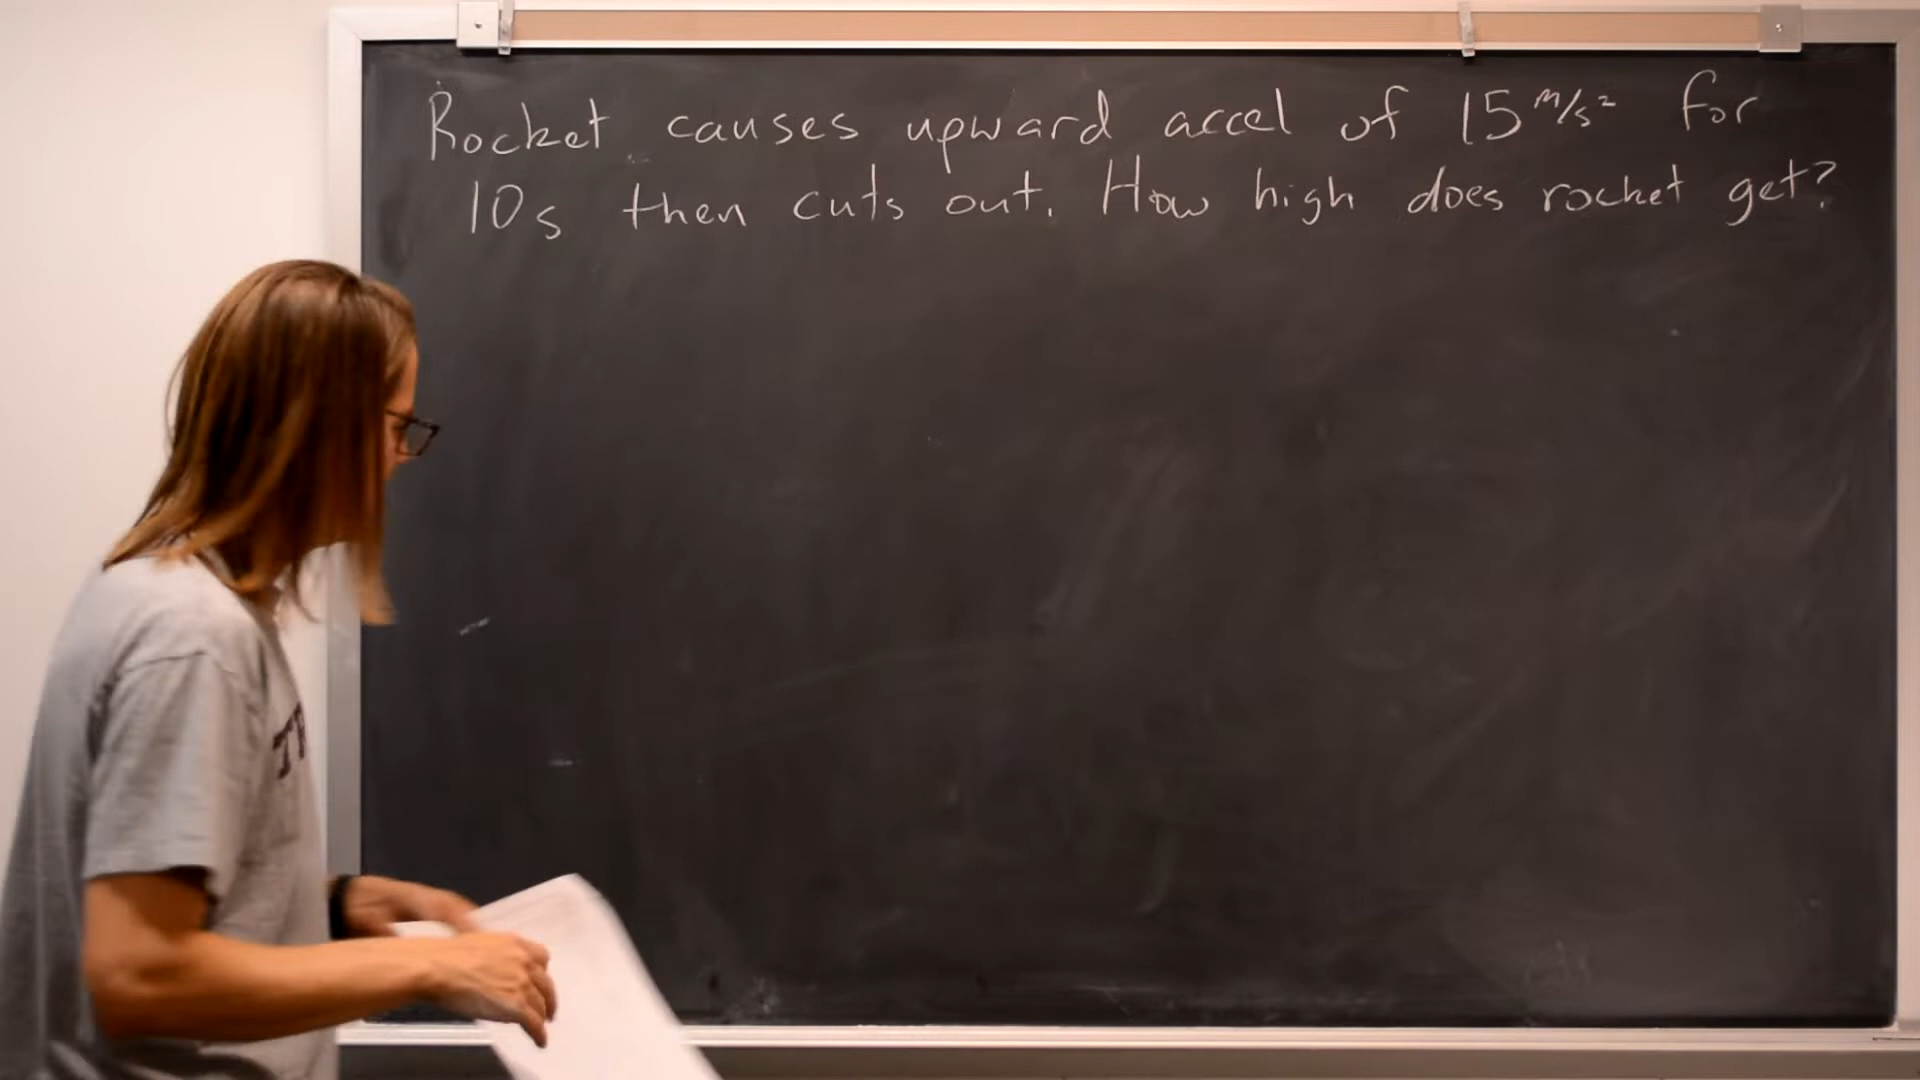 Rocket causes upward accel of 15 m/s² for
10s then cuts out. How high does rocket get?